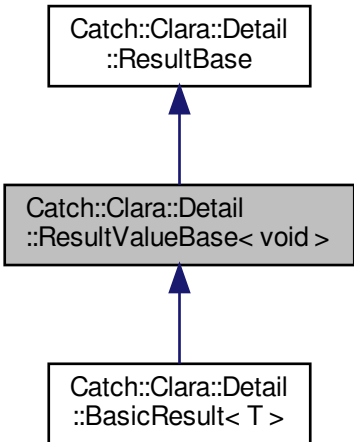 Catch::Clara::Detail
::ResultBase
Catch::Clara::Detail
::ResultValueBase< void >
Catch::Clara::Detail
::BasicResult< T >